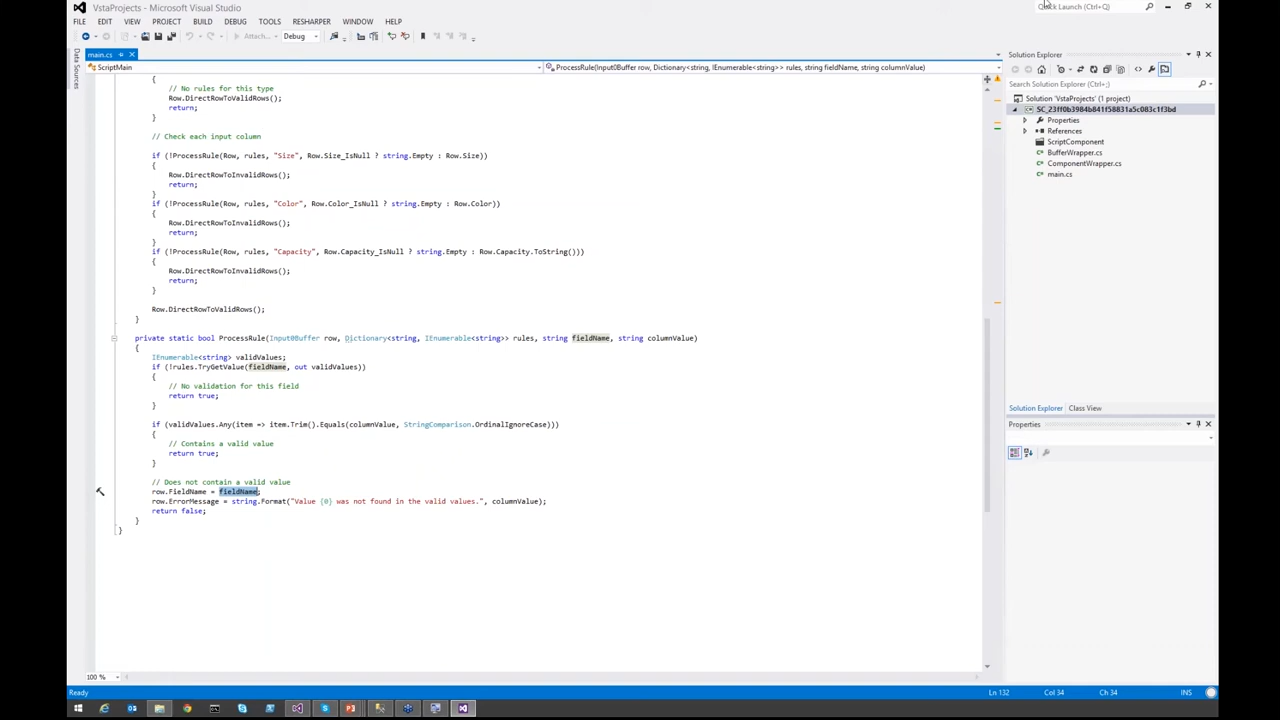 VstaProjects - Microsoft Visual Studio
Quick Launch (Ctrl+Q)
FILE EDIT VIEW PROJECT BUILD DEBUG TOOLS RESHARPER WINDOW HELP
Attach... Debug
main.cs
Data Sources
ScriptMain
ProcessRule(Input0Buffer row, Dictionary<string, IEnumerable<string>> rules, string fieldName, string columnValue)
{
// No rules for this type
Row.DirectRowToValidRows();
return;
}
// Check each input column
if (!ProcessRule(Row, rules, "Size", Row.Size_IsNull ? string.Empty : Row.Size))
{
Row.DirectRowToInvalidRows();
return;
}
if (!ProcessRule(Row, rules, "Color", Row.Color_IsNull ? string.Empty : Row.Color))
{
Row.DirectRowToInvalidRows();
return;
}
if (!ProcessRule(Row, rules, "Capacity", Row.Capacity_IsNull ? string.Empty : Row.Capacity.ToString()))
{
Row.DirectRowToInvalidRows();
return;
}
Row.DirectRowToValidRows();
}
private static bool ProcessRule(Input0Buffer row, Dictionary<string, IEnumerable<string>> rules, string fieldName, string columnValue)
{
IEnumerable<string> validValues;
if (!rules.TryGetValue(fieldName, out validValues))
{
// No validation for this field
return true;
}
if (validValues.Any(item => item.Trim().Equals(columnValue, StringComparison.OrdinalIgnoreCase)))
{
// Contains a valid value
return true;
}
// Does not contain a valid value
row.FieldName = fieldName;
row.ErrorMessage = string.Format("Value {0} was not found in the valid values.", columnValue);
return false;
}
}
100 %
Solution Explorer
Search Solution Explorer (Ctrl+;)
Solution 'VstaProjects' (1 project)
Properties
References
ScriptComponent
BufferWrapper.cs
ComponentWrapper.cs
main.cs
Solution Explorer Class View
Properties
Ready Ln 132 Col 34 Ch 34 INS